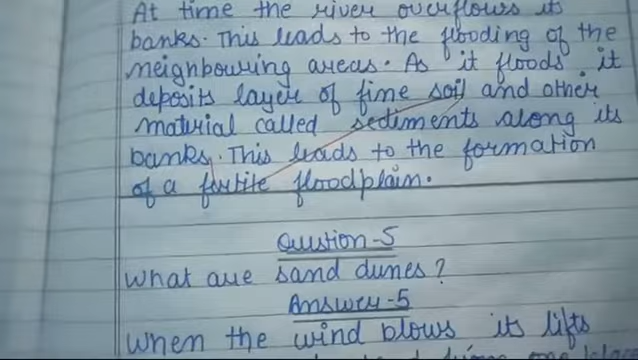 At time the river overflows its
banks. This leads to the flooding of the
neighbouring areas. As it floods, it
deposits layer of fine soil and other
material called sediments along its
banks. This leads to the formation
of a fertile floodplain.
Question-5
What are sand dunes?
Answer-5
When the wind blows its lifts